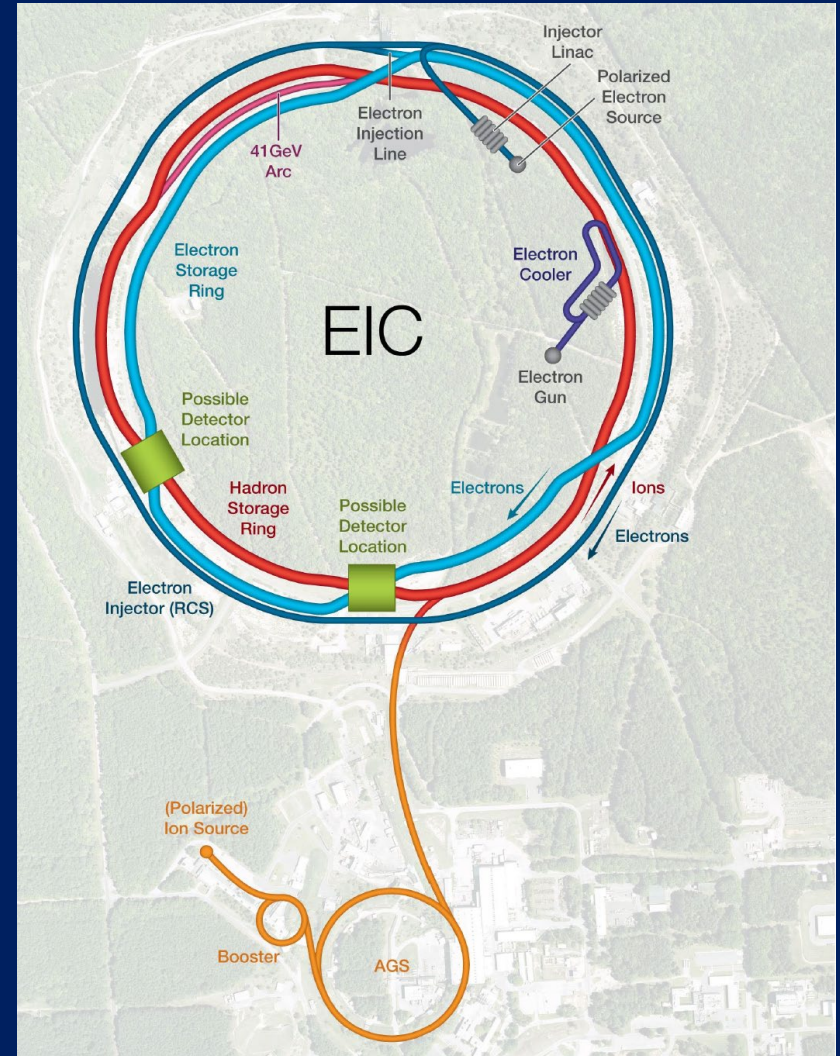 Injector
Linac
Polarized
Electron
Source
Electron
Injection
Line
41GeV
Arc
Electron
Storage
Ring
Electron
Cooler
EIC
Electron
Gun
Possible
Detector
Location
Hadron
Storage
Ring
Possible
Detector
Location
Electrons
Ions
Electrons
Electron
Injector (RCS)
(Polarized)
Ion Source
Booster
AGS